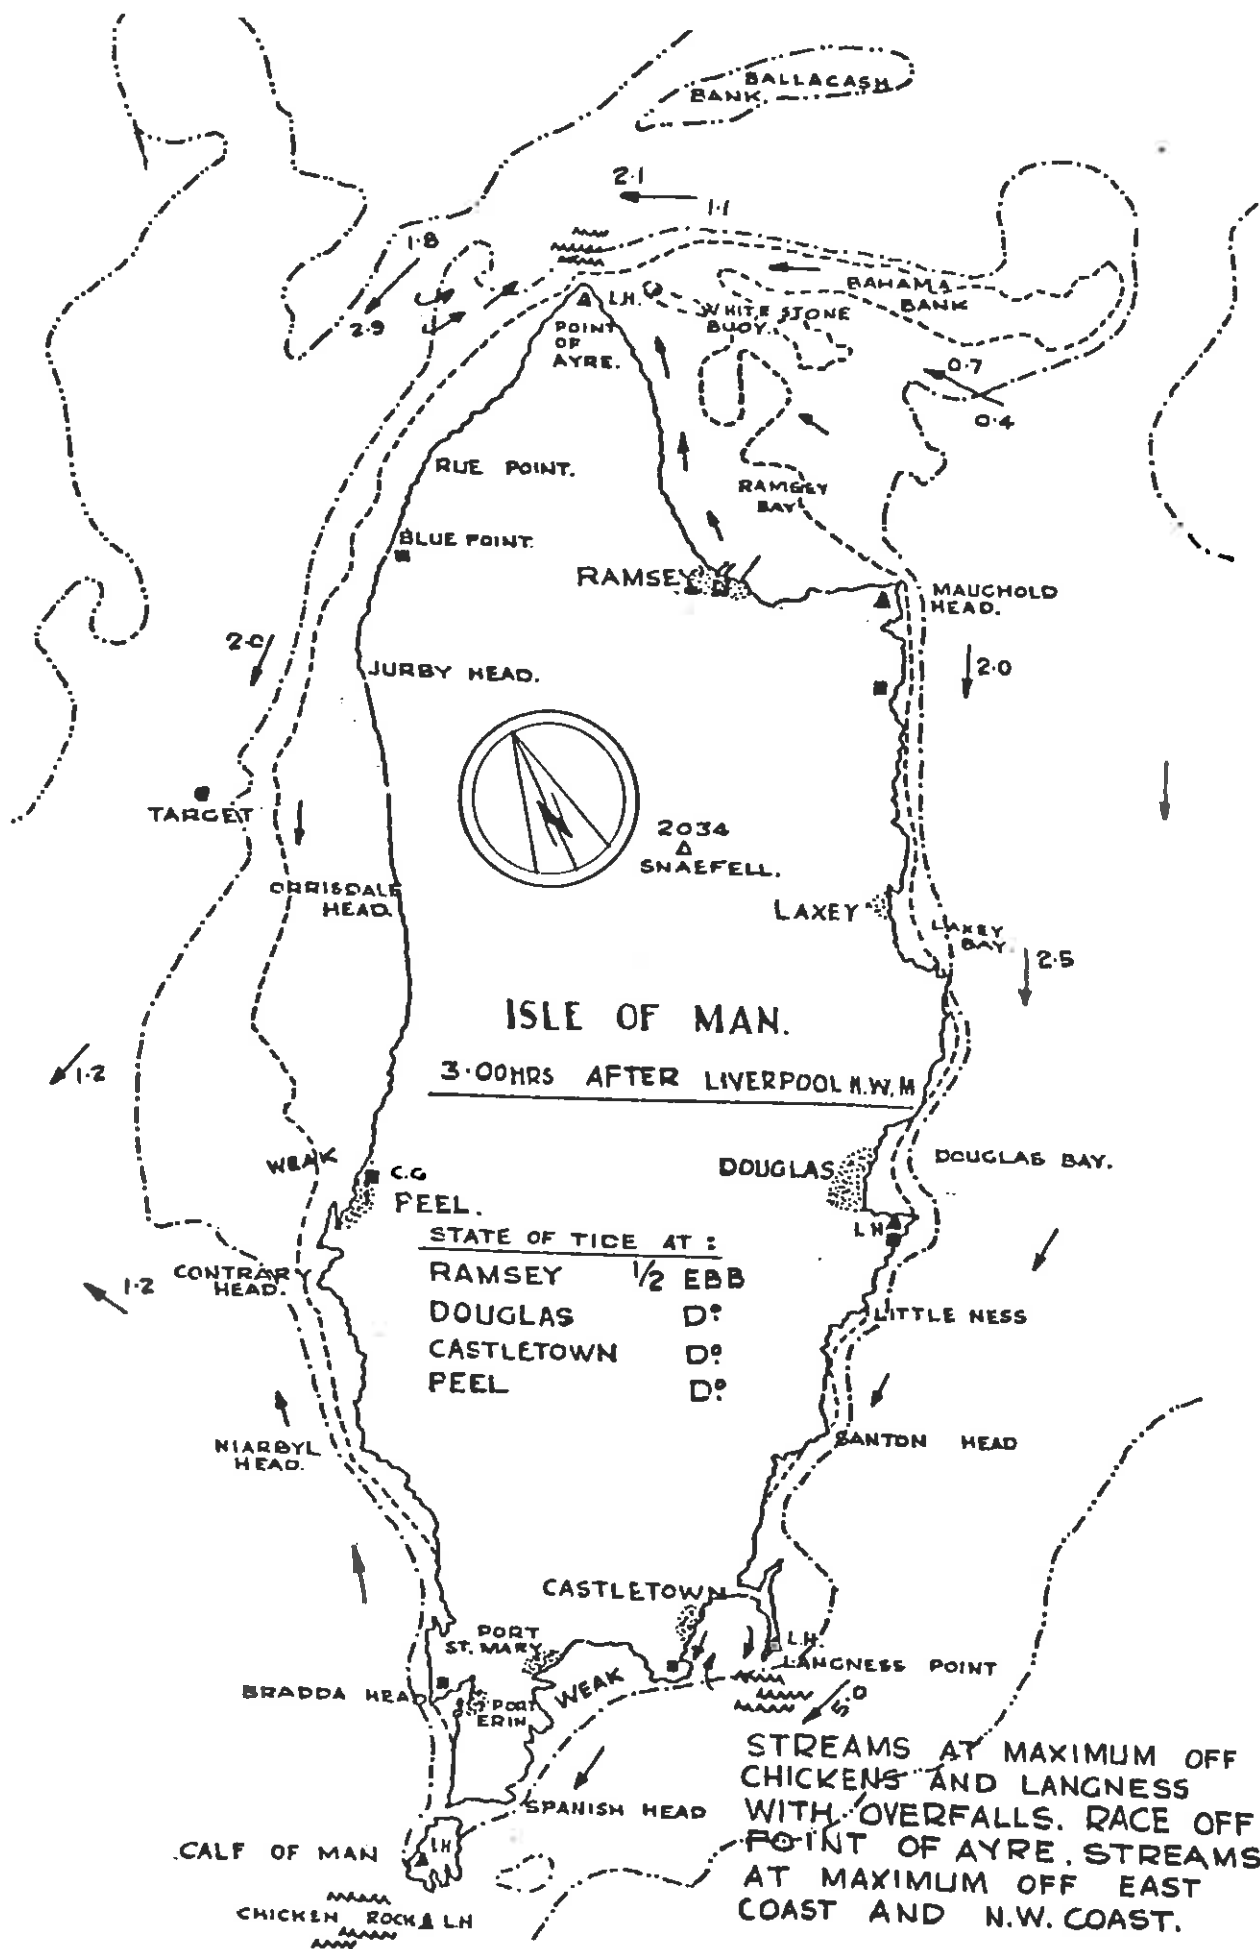 BALLACASH
BANK.
2·1
1·1
1·8
2·9
BAHAMA
BANK
L.H.
WHITE STONE
BUOY.
POINT
OF
AYRE.
0·7
0·4
RUE POINT.
RAMSEY
BAY
BLUE POINT.
RAMSEY
MAUGHOLD
HEAD.
2·0
2·0
JURBY HEAD.
TARGET
2034
SNAEFELL.
ORRISDALE
HEAD.
LAXEY
LAXEY
BAY.
2·5
ISLE OF MAN.
3·00HRS AFTER LIVERPOOL H.W.M
1·2
WEAK
C.G
PEEL.
DOUGLAS
DOUGLAS BAY.
L H
STATE OF TIDE AT :
RAMSEY 1/2 EBB
DOUGLAS Dº
CASTLETOWN Dº
PEEL Dº
CONTRARY
HEAD.
1·2
LITTLE NESS
NIARBYL
HEAD.
SANTON HEAD
CASTLETOWN
PORT
ST. MARY
L.H.
LANGNESS POINT
WEAK
BRADDA HEAD
PORT
ERIN
5·0
SPANISH HEAD
STREAMS AT MAXIMUM OFF
CHICKENS AND LANGNESS
WITH OVERFALLS. RACE OFF
POINT OF AYRE. STREAMS
AT MAXIMUM OFF EAST
COAST AND N.W. COAST.
CALF OF MAN
LH
CHICKEN ROCK LH